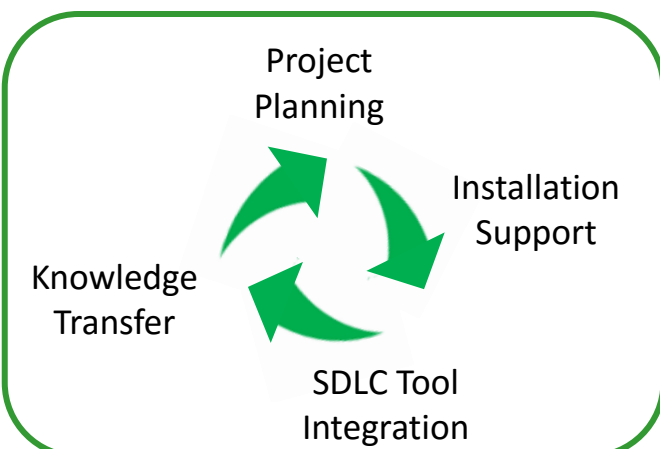 Project
Planning
Installation
Support
SDLC Tool
Integration
Knowledge
Transfer